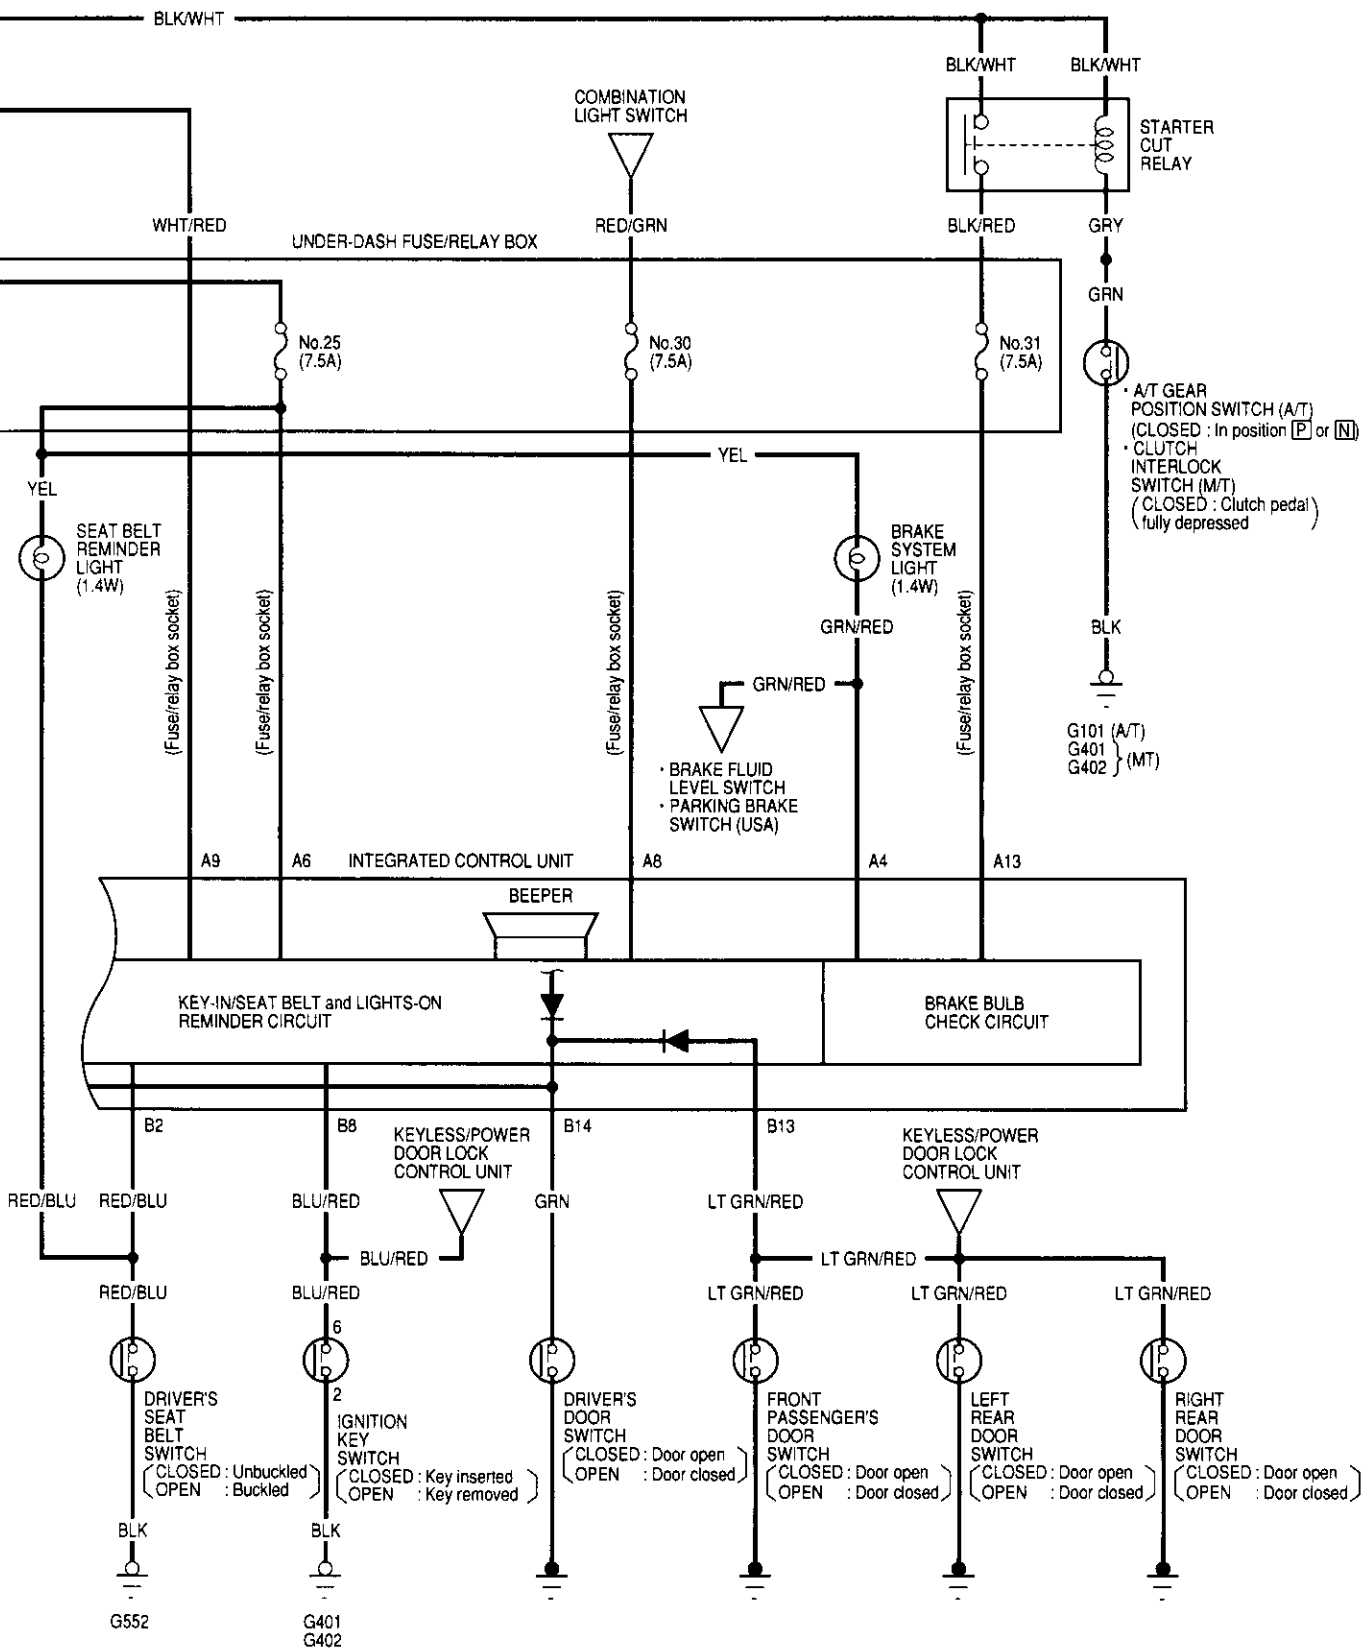 BLK/WHT
BLK/WHT
BLK/WHT
COMBINATION
LIGHT SWITCH
STARTER
CUT
RELAY
WHT/RED
RED/GRN
BLK/RED
GRY
UNDER-DASH FUSE/RELAY BOX
GRN
No.25
(7.5A)
No.30
(7.5A)
No.31
(7.5A)
· A/T GEAR
POSITION SWITCH (A/T)
(CLOSED : In position P or N)
· CLUTCH
INTERLOCK
SWITCH (M/T)
(CLOSED : Clutch pedal
fully depressed)
YEL
YEL
SEAT BELT
REMINDER
LIGHT
(1.4W)
BRAKE
SYSTEM
LIGHT
(1.4W)
(Fuse/relay box socket)
(Fuse/relay box socket)
(Fuse/relay box socket)
(Fuse/relay box socket)
GRN/RED
BLK
GRN/RED
G101 (A/T)
G401
G402 } (MT)
· BRAKE FLUID
LEVEL SWITCH
· PARKING BRAKE
SWITCH (USA)
A9
A6
INTEGRATED CONTROL UNIT
A8
A4
A13
BEEPER
KEY-IN/SEAT BELT and LIGHTS-ON
REMINDER CIRCUIT
BRAKE BULB
CHECK CIRCUIT
B2
B8
B14
B13
KEYLESS/POWER
DOOR LOCK
CONTROL UNIT
KEYLESS/POWER
DOOR LOCK
CONTROL UNIT
RED/BLU
RED/BLU
BLU/RED
GRN
LT GRN/RED
BLU/RED
LT GRN/RED
RED/BLU
BLU/RED
LT GRN/RED
LT GRN/RED
LT GRN/RED
6
2
DRIVER'S
SEAT
BELT
SWITCH
(CLOSED : Unbuckled
OPEN : Buckled)
IGNITION
KEY
SWITCH
(CLOSED : Key inserted
OPEN : Key removed)
DRIVER'S
DOOR
SWITCH
(CLOSED : Door open
OPEN : Door closed)
FRONT
PASSENGER'S
DOOR
SWITCH
(CLOSED : Door open
OPEN : Door closed)
LEFT
REAR
DOOR
SWITCH
(CLOSED : Door open
OPEN : Door closed)
RIGHT
REAR
DOOR
SWITCH
(CLOSED : Door open
OPEN : Door closed)
BLK
BLK
G552
G401
G402